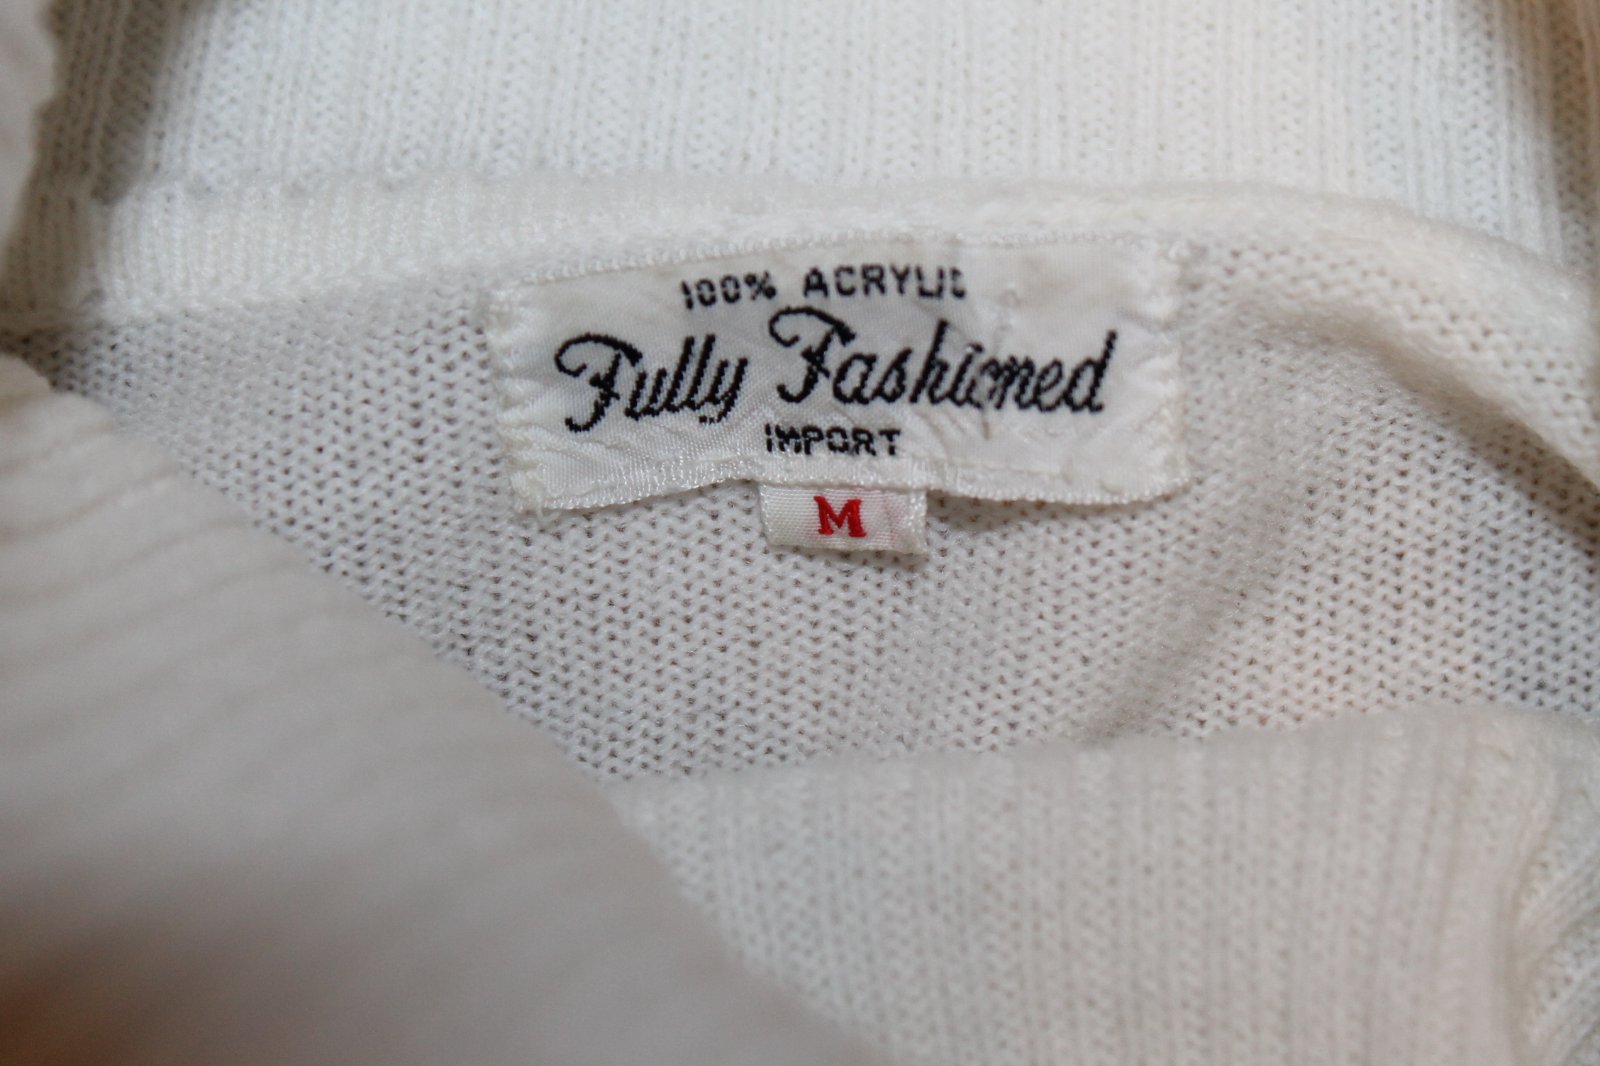 100% ACRYLIC
Fully Fashioned
IMPORT
M